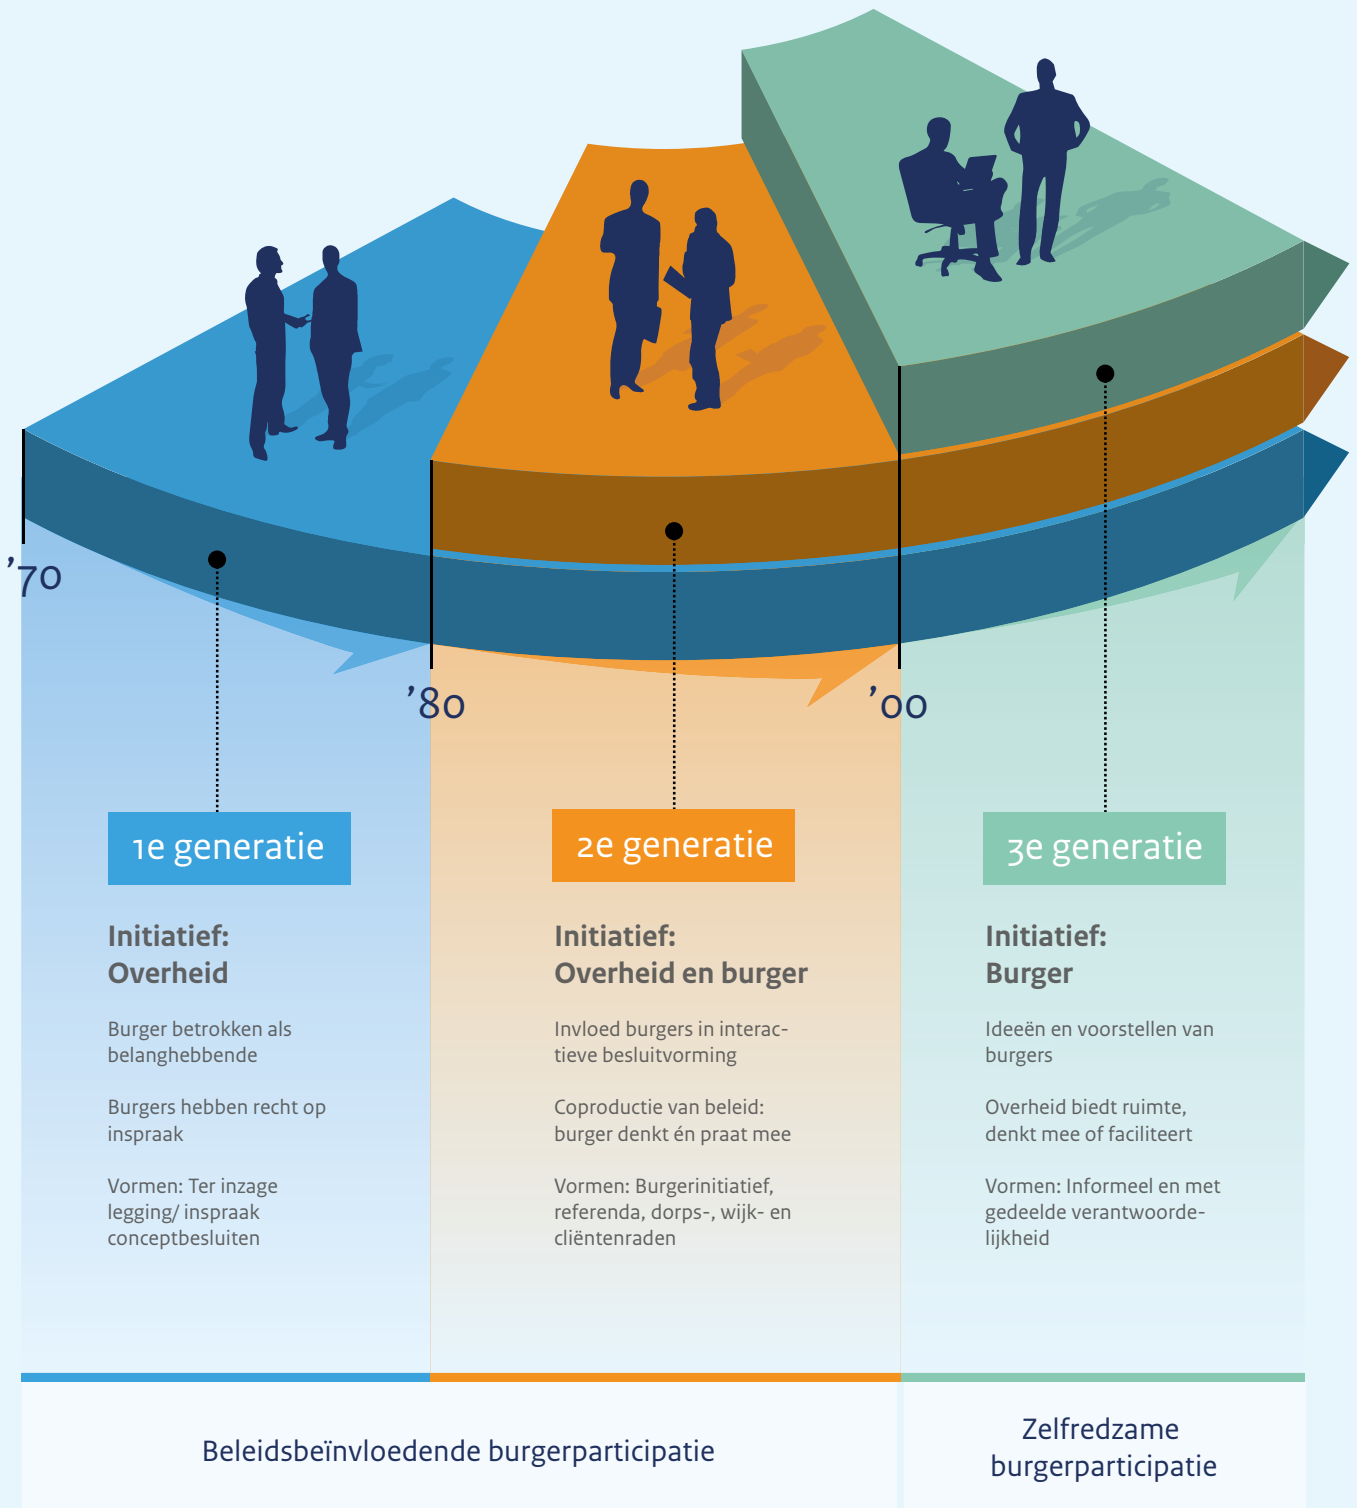 ’70
’80
’00
1e generatie
Initiatief:
Overheid
Burger betrokken als
belanghebbende
Burgers hebben recht op
inspraak
Vormen: Ter inzage
legging/ inspraak
conceptbesluiten
2e generatie
Initiatief:
Overheid en burger
Invloed burgers in interac-
tieve besluitvorming
Coproductie van beleid:
burger denkt én praat mee
Vormen: Burgerinitiatief,
referenda, dorps-, wijk- en
cliëntenraden
3e generatie
Initiatief:
Burger
Ideeën en voorstellen van
burgers
Overheid biedt ruimte,
denkt mee of faciliteert
Vormen: Informeel en met
gedeelde verantwoorde-
lijkheid
Beleidsbeïnvloedende burgerparticipatie
Zelfredzame
burgerparticipatie